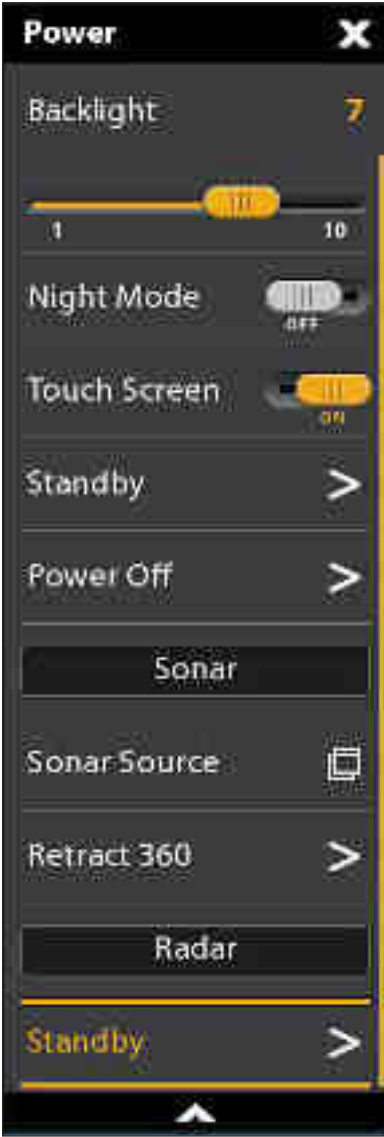 Power
Backlight 7
1 10
Night Mode
OFF
Touch Screen
ON
Standby
Power Off
Sonar
Sonar Source
Retract 360
Radar
Standby